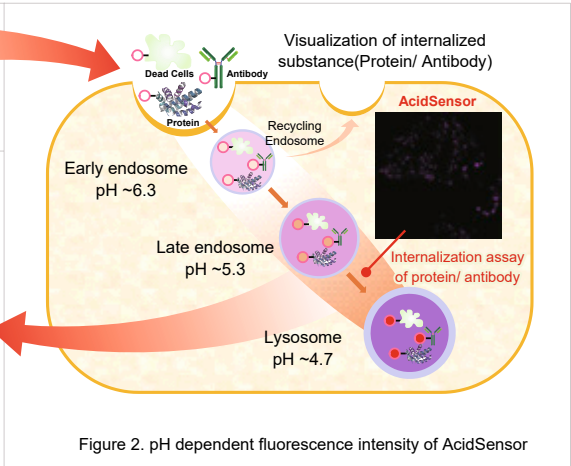 Visualization of internalized
substance(Protein/ Antibody)
Dead Cells
Antibody
Protein
AcidSensor
Recycling
Endosome
Early endosome
pH ~6.3
Late endosome
pH ~5.3
Internalization assay
of protein/ antibody
Lysosome
pH ~4.7
Figure 2. pH dependent fluorescence intensity of AcidSensor